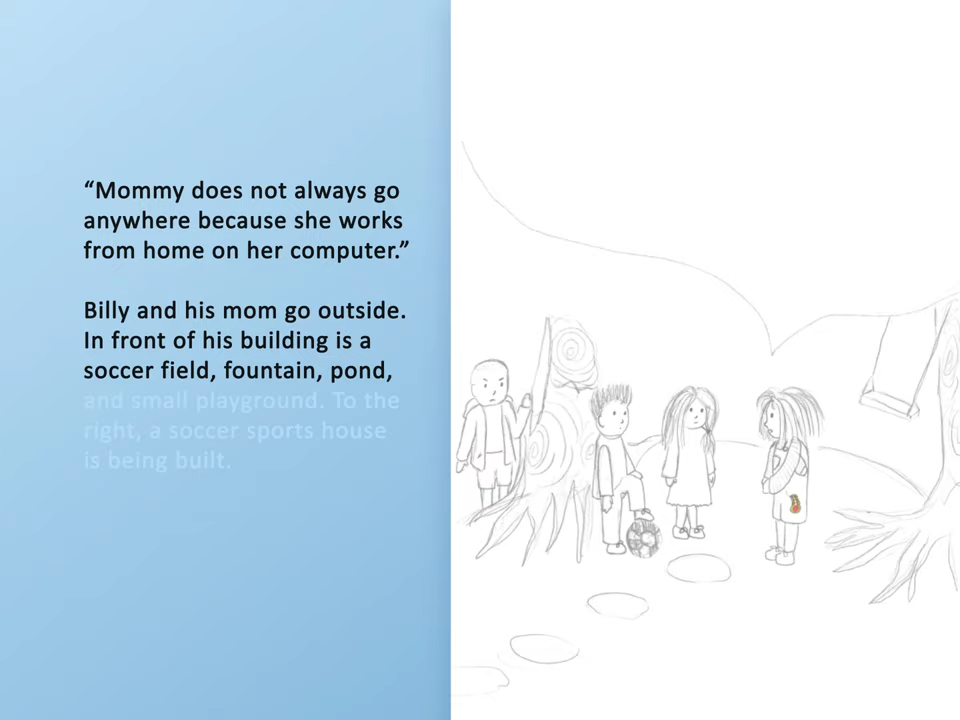 “Mommy does not always go
anywhere because she works
from home on her computer.”
Billy and his mom go outside.
In front of his building is a
soccer field, fountain, pond,
and small playground. To the
right, a soccer sports house
is being built.